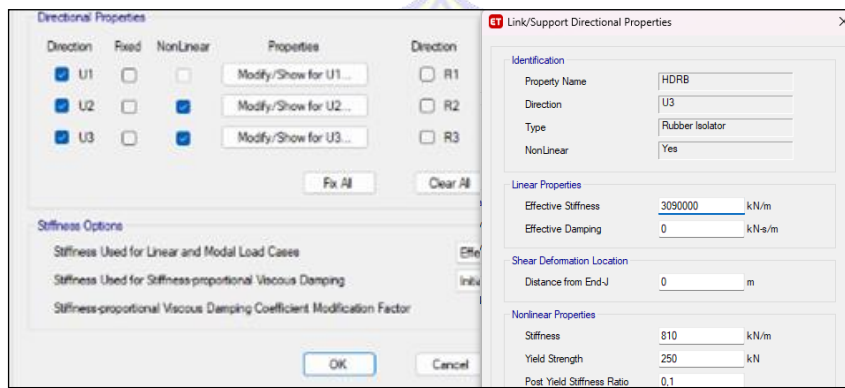 Directional Properties
Direction Fixed NonLinear Properties Direction
U1 Modify/Show for U1... R1
U2 Modify/Show for U2... R2
U3 Modify/Show for U3... R3
Fix All Clear All
Stiffness Options
Stiffness Used for Linear and Modal Load Cases Effe
Stiffness Used for Stiffness-proportional Viscous Damping Initia
Stiffness-proportional Viscous Damping Coefficient Modification Factor
OK Cancel
ET Link/Support Directional Properties
Identification
Property Name HDRB
Direction U3
Type Rubber Isolator
NonLinear Yes
Linear Properties
Effective Stiffness 3090000 kN/m
Effective Damping 0 kN-s/m
Shear Deformation Location
Distance from End-J 0 m
Nonlinear Properties
Stiffness 810 kN/m
Yield Strength 250 kN
Post Yield Stiffness Ratio 0,1